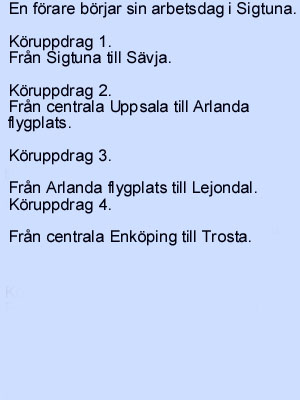 En förare börjar sin arbetsdag i Sigtuna.
Köruppdrag 1.
Från Sigtuna till Sävja.
Köruppdrag 2.
Från centrala Uppsala till Arlanda
flygplats.
Köruppdrag 3.
Från Arlanda flygplats till Lejondal.
Köruppdrag 4.
Från centrala Enköping till Trosta.